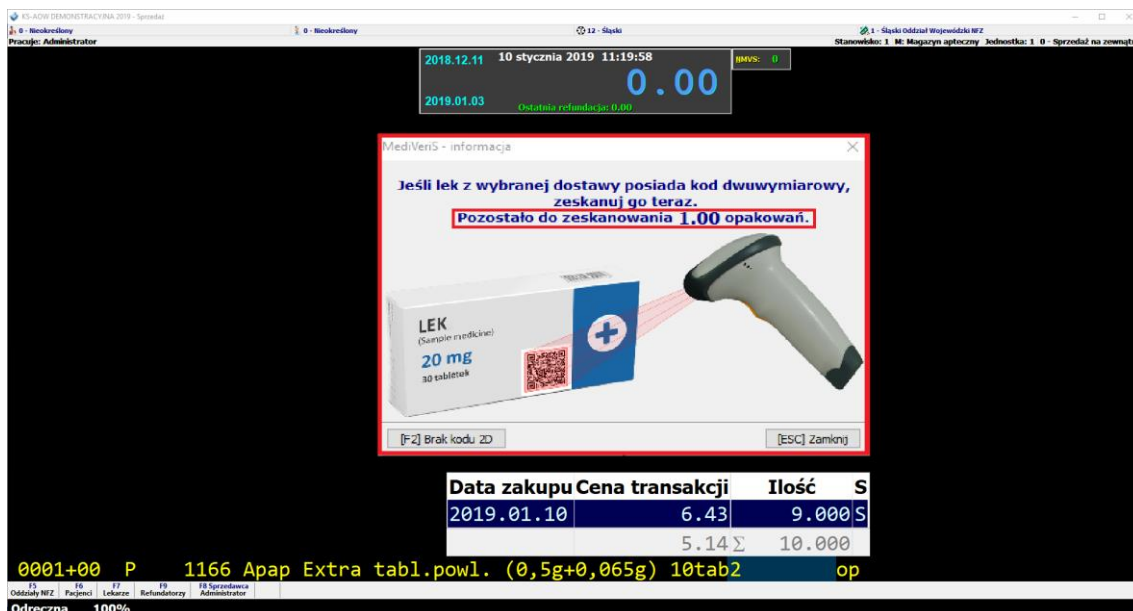 KS-AOW DEMONSTRACYJNA 2019 - Sprzedaż
0 - Nieokreślony 0 - Nieokreślony 12 - Śląski 1 - Śląski Oddział Wojewódzki NFZ
Pracuje: Administrator Stanowisko: 1 M: Magazyn apteczny Jednostka: 1 0 - Sprzedaż na zewnątr
2018.12.11 10 stycznia 2019 11:19:58 NMVS: 0
0.00
2019.01.03 Ostatnia refundacja: 0.00
MediVeriS - informacja
Jeśli lek z wybranej dostawy posiada kod dwuwymiarowy,
zeskanuj go teraz.
Pozostało do zeskanowania 1.00 opakowań.
LEK
(Sample medicine)
20 mg
30 tabletek
[F2] Brak kodu 2D [ESC] Zamknij
Data zakupu Cena transakcji Ilość S
2019.01.10 6.43 9.000 S
5.14 Σ 10.000
0001+00 P 1166 Apap Extra tabl.powl. (0,5g+0,065g) 10tab2 op
F5 F6 F7 F9 F8 Sprzedawca
Oddziały NFZ Pacjenci Lekarze Refundatorzy Administrator
Odręczna 100%